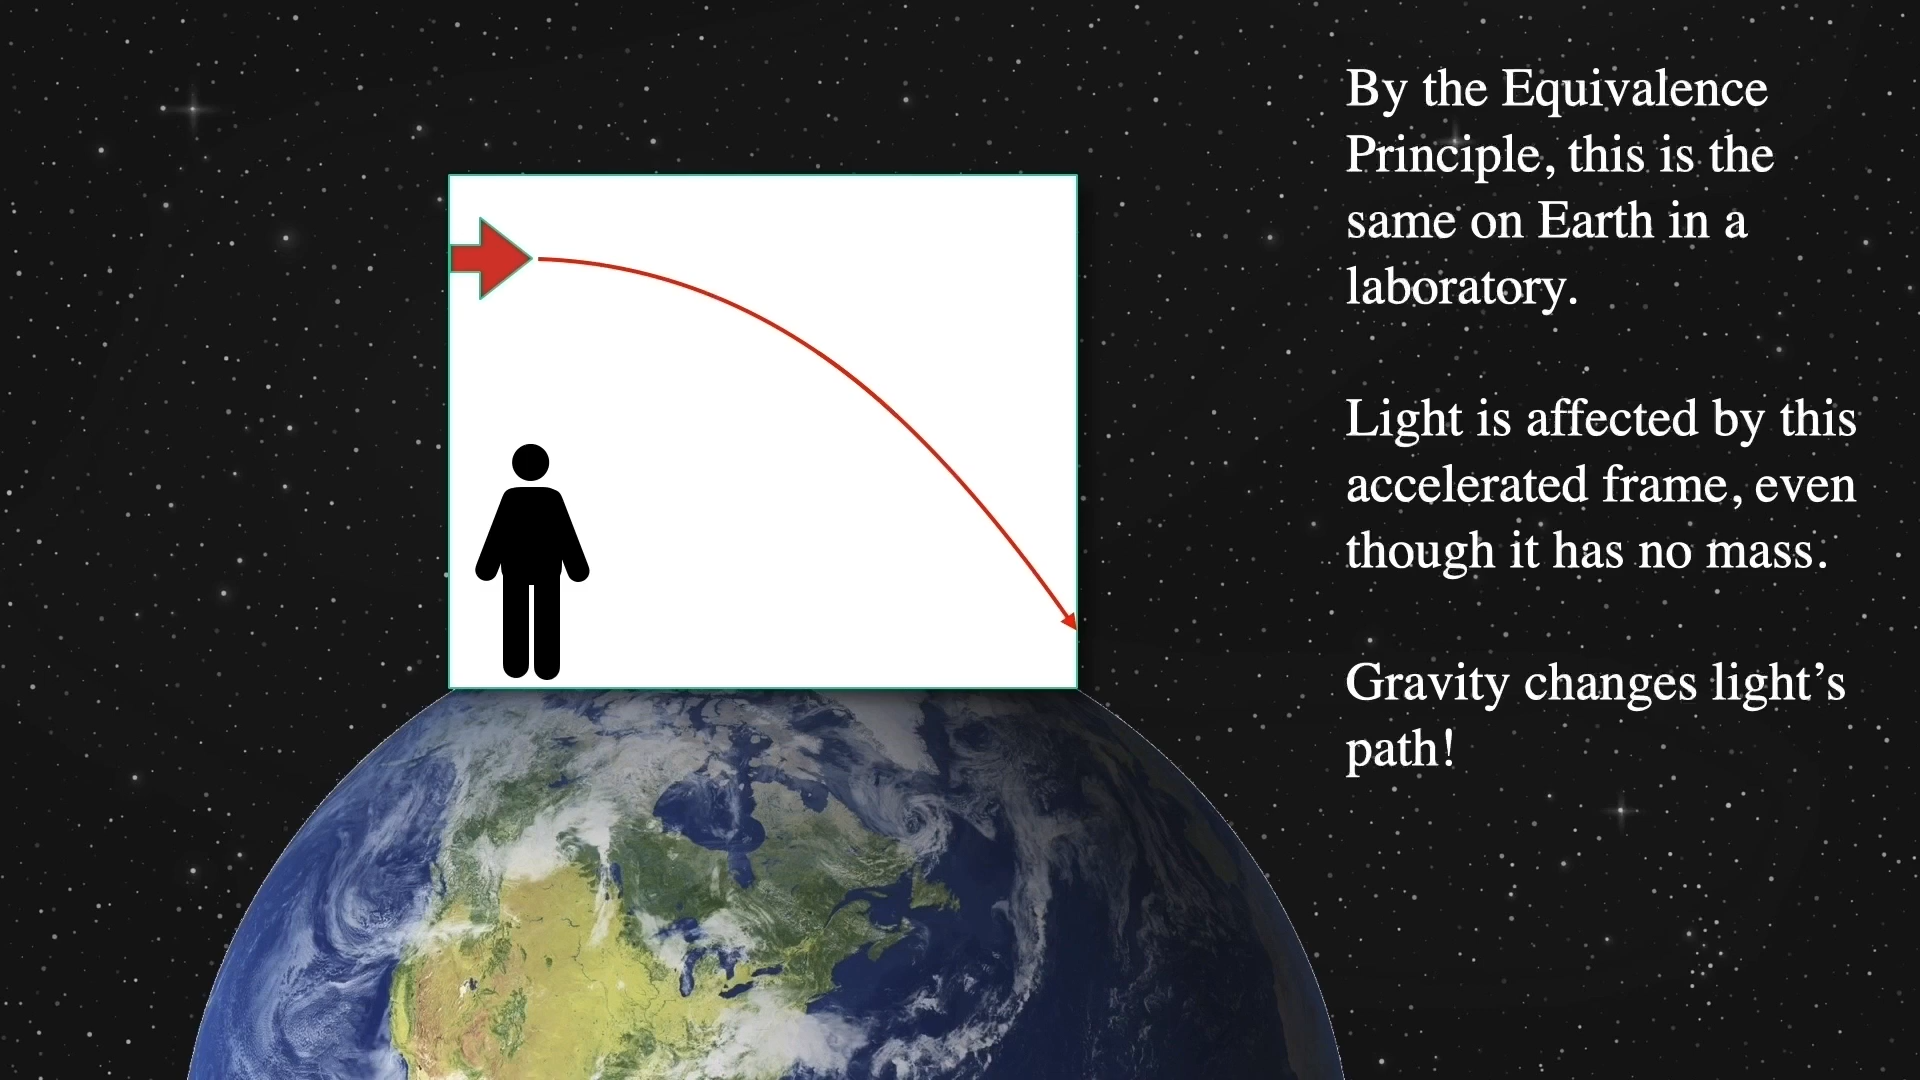 By the Equivalence
Principle, this is the
same on Earth in a
laboratory.
Light is affected by this
accelerated frame, even
though it has no mass.
Gravity changes light’s
path!